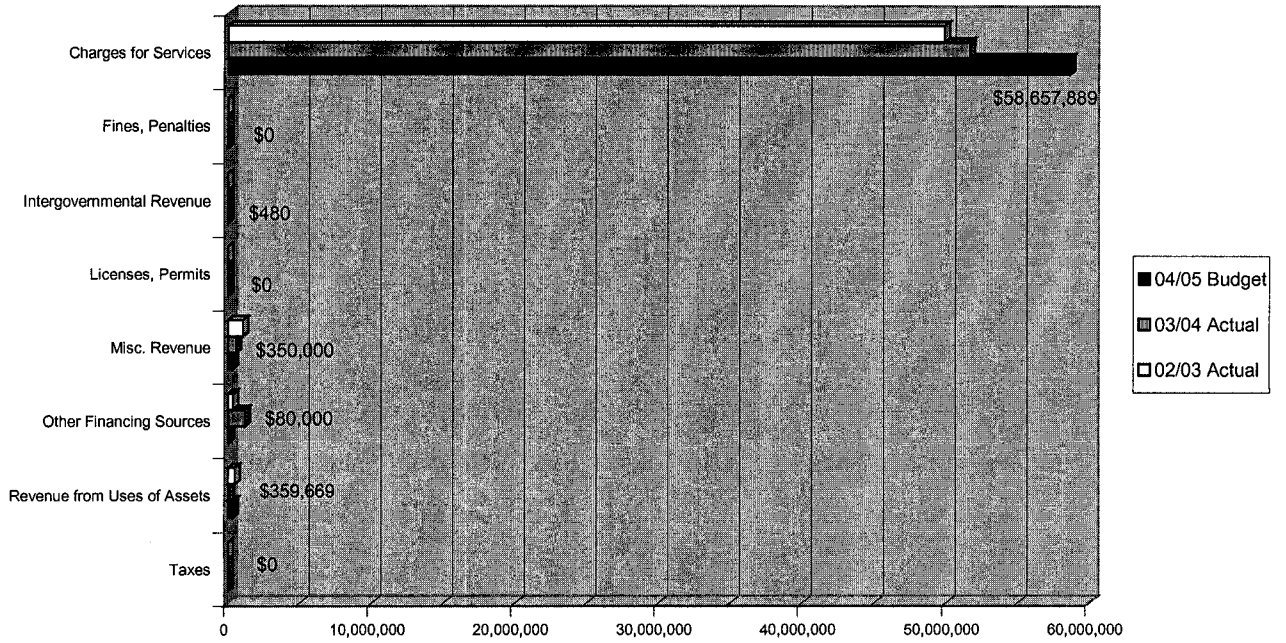 Charges for Services
$58,657,889
Fines, Penalties
$0
Intergovernmental Revenue
$480
Licenses, Permits
$0
Misc. Revenue
$350,000
Other Financing Sources
$80,000
Revenue from Uses of Assets
$359,669
Taxes
$0
0 10,000,000 20,000,000 30,000,000 40,000,000 50,000,000 60,000,000
04/05 Budget
03/04 Actual
02/03 Actual